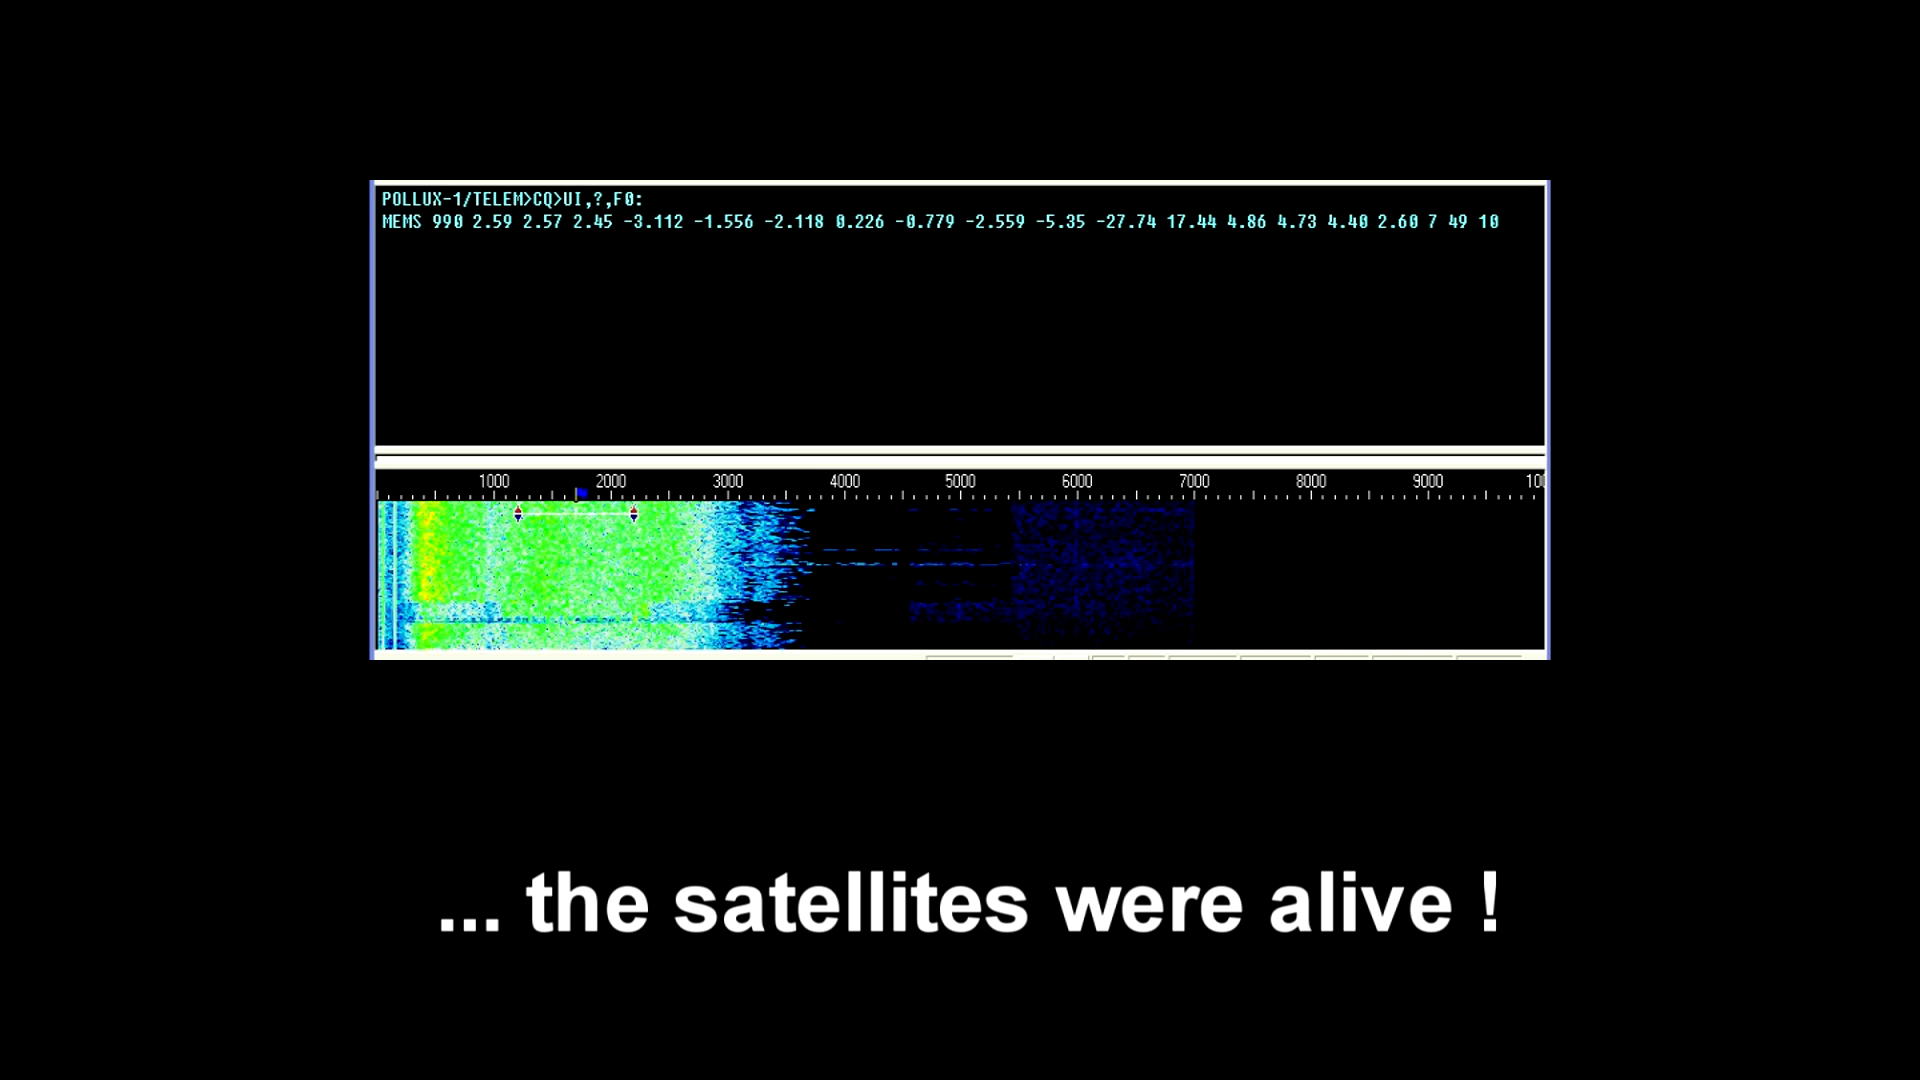 POLLUX-1/TELEM>CQ>UI,?,F0:
MEMS 990 2.59 2.57 2.45 -3.112 -1.556 -2.118 0.226 -0.779 -2.559 -5.35 -27.74 17.44 4.86 4.73 4.40 2.60 7 49 10
1000 2000 3000 4000 5000 6000 7000 8000 9000 100
... the satellites were alive !